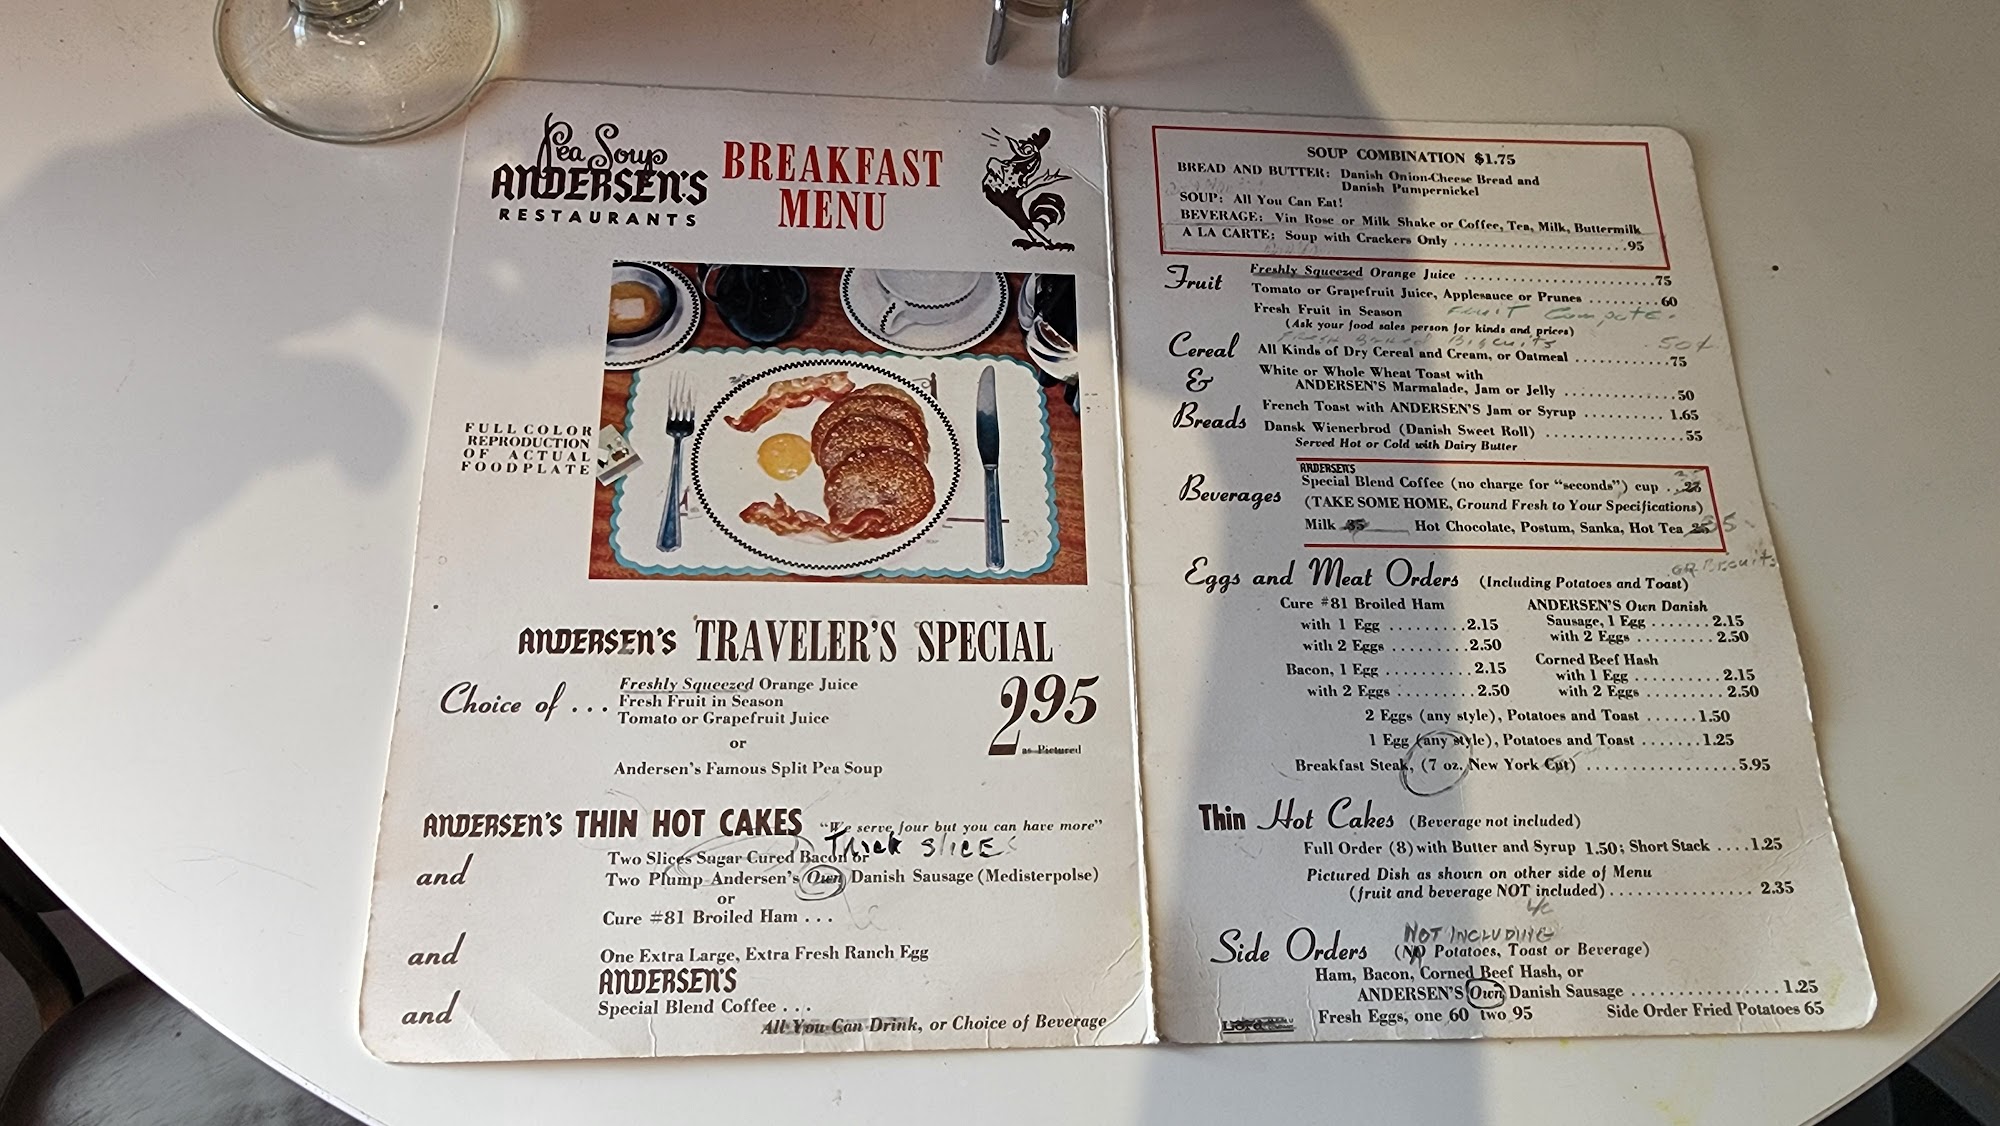 Pea Soup
ANDERSEN'S
RESTAURANTS
BREAKFAST
MENU
FULL COLOR
REPRODUCTION
OF ACTUAL
FOODPLATE
ANDERSEN'S TRAVELER'S SPECIAL
Choice of ... Freshly Squeezed Orange Juice
Fresh Fruit in Season
Tomato or Grapefruit Juice
or
Andersen's Famous Split Pea Soup
2 95
as Pictured
ANDERSEN'S THIN HOT CAKES "We serve four but you can have more"
Thick SLICES
and Two Slices Sugar Cured Bacon or
Two Plump Andersen's Own Danish Sausage (Medisterpolse)
or
Cure #81 Broiled Ham . . .
and One Extra Large, Extra Fresh Ranch Egg
ANDERSEN'S
and Special Blend Coffee . . .
All You Can Drink, or Choice of Beverage
SOUP COMBINATION $1.75
BREAD AND BUTTER: Danish Onion-Cheese Bread and
Danish Pumpernickel
SOUP: All You Can Eat!
BEVERAGE: Vin Rose or Milk Shake or Coffee, Tea, Milk, Buttermilk
A LA CARTE: Soup with Crackers Only .95
Fruit
Freshly Squeezed Orange Juice .75
Tomato or Grapefruit Juice, Applesauce or Prunes .60
Fresh Fruit in Season FRUIT Compote.
(Ask your food sales person for kinds and prices)
Biscuits 50¢
Cereal
&
Breads
All Kinds of Dry Cereal and Cream, or Oatmeal .75
White or Whole Wheat Toast with
ANDERSEN'S Marmalade, Jam or Jelly .50
French Toast with ANDERSEN'S Jam or Syrup 1.65
Dansk Wienerbrod (Danish Sweet Roll) .55
Served Hot or Cold with Dairy Butter
Beverages
ANDERSEN'S
Special Blend Coffee (no charge for "seconds") cup
(TAKE SOME HOME, Ground Fresh to Your Specifications)
Milk 35 Hot Chocolate, Postum, Sanka, Hot Tea 35
OR Biscuits
Eggs and Meat Orders (Including Potatoes and Toast)
Cure #81 Broiled Ham
with 1 Egg 2.15
with 2 Eggs 2.50
Bacon, 1 Egg 2.15
with 2 Eggs 2.50
ANDERSEN'S Own Danish
Sausage, 1 Egg 2.15
with 2 Eggs 2.50
Corned Beef Hash
with 1 Egg 2.15
with 2 Eggs 2.50
2 Eggs (any style), Potatoes and Toast 1.50
1 Egg (any style), Potatoes and Toast 1.25
Breakfast Steak, (7 oz. New York Cut) 5.95
Thin Hot Cakes (Beverage not included)
Full Order (8) with Butter and Syrup 1.50; Short Stack 1.25
Pictured Dish as shown on other side of Menu
(fruit and beverage NOT included) 2.35
NOT INCLUDING
Side Orders (NO Potatoes, Toast or Beverage)
Ham, Bacon, Corned Beef Hash, or
ANDERSEN'S Own Danish Sausage 1.25
Fresh Eggs, one 60 two 95 Side Order Fried Potatoes 65